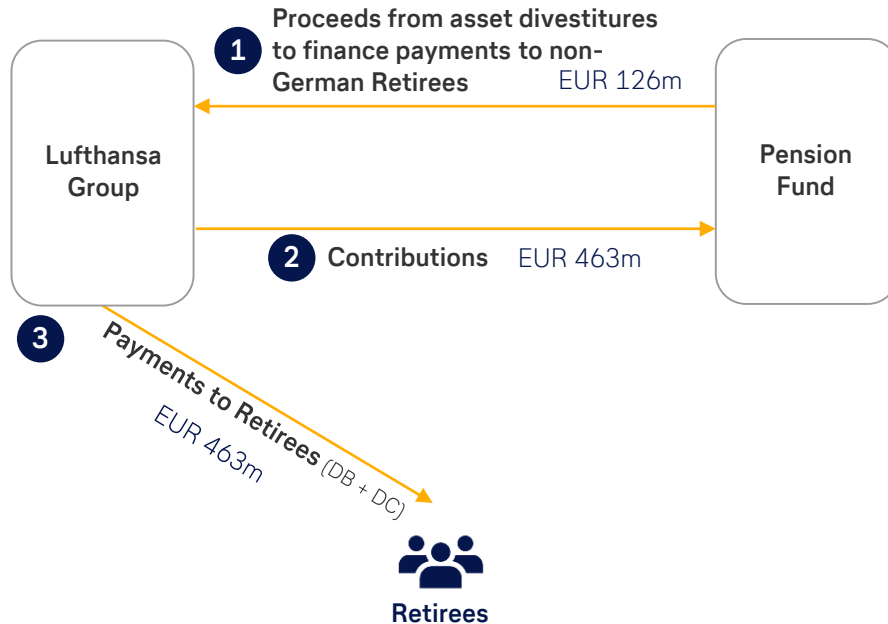 1
Proceeds from asset divestitures
to finance payments to non-
German Retirees
EUR 126m
Lufthansa
Group
Pension
Fund
2
Contributions
EUR 463m
3
Payments to Retirees (DB + DC)
EUR 463m
Retirees